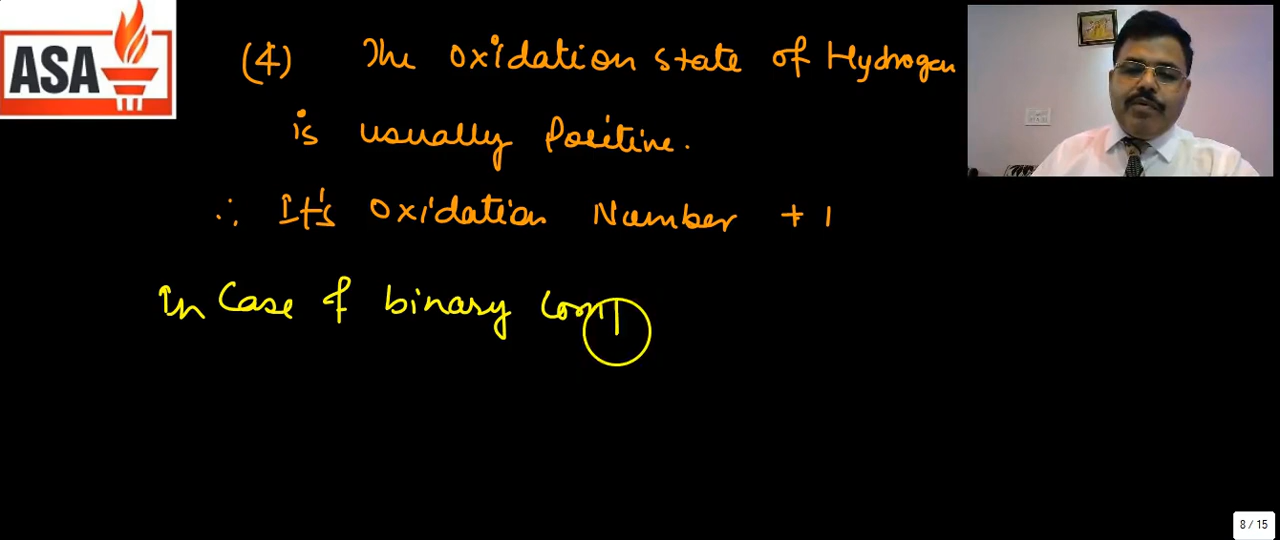 ASA
(4) The oxidation state of Hydrogen
is usually Positive.
∴ It's Oxidation Number +1
In Case of binary com
8 / 15